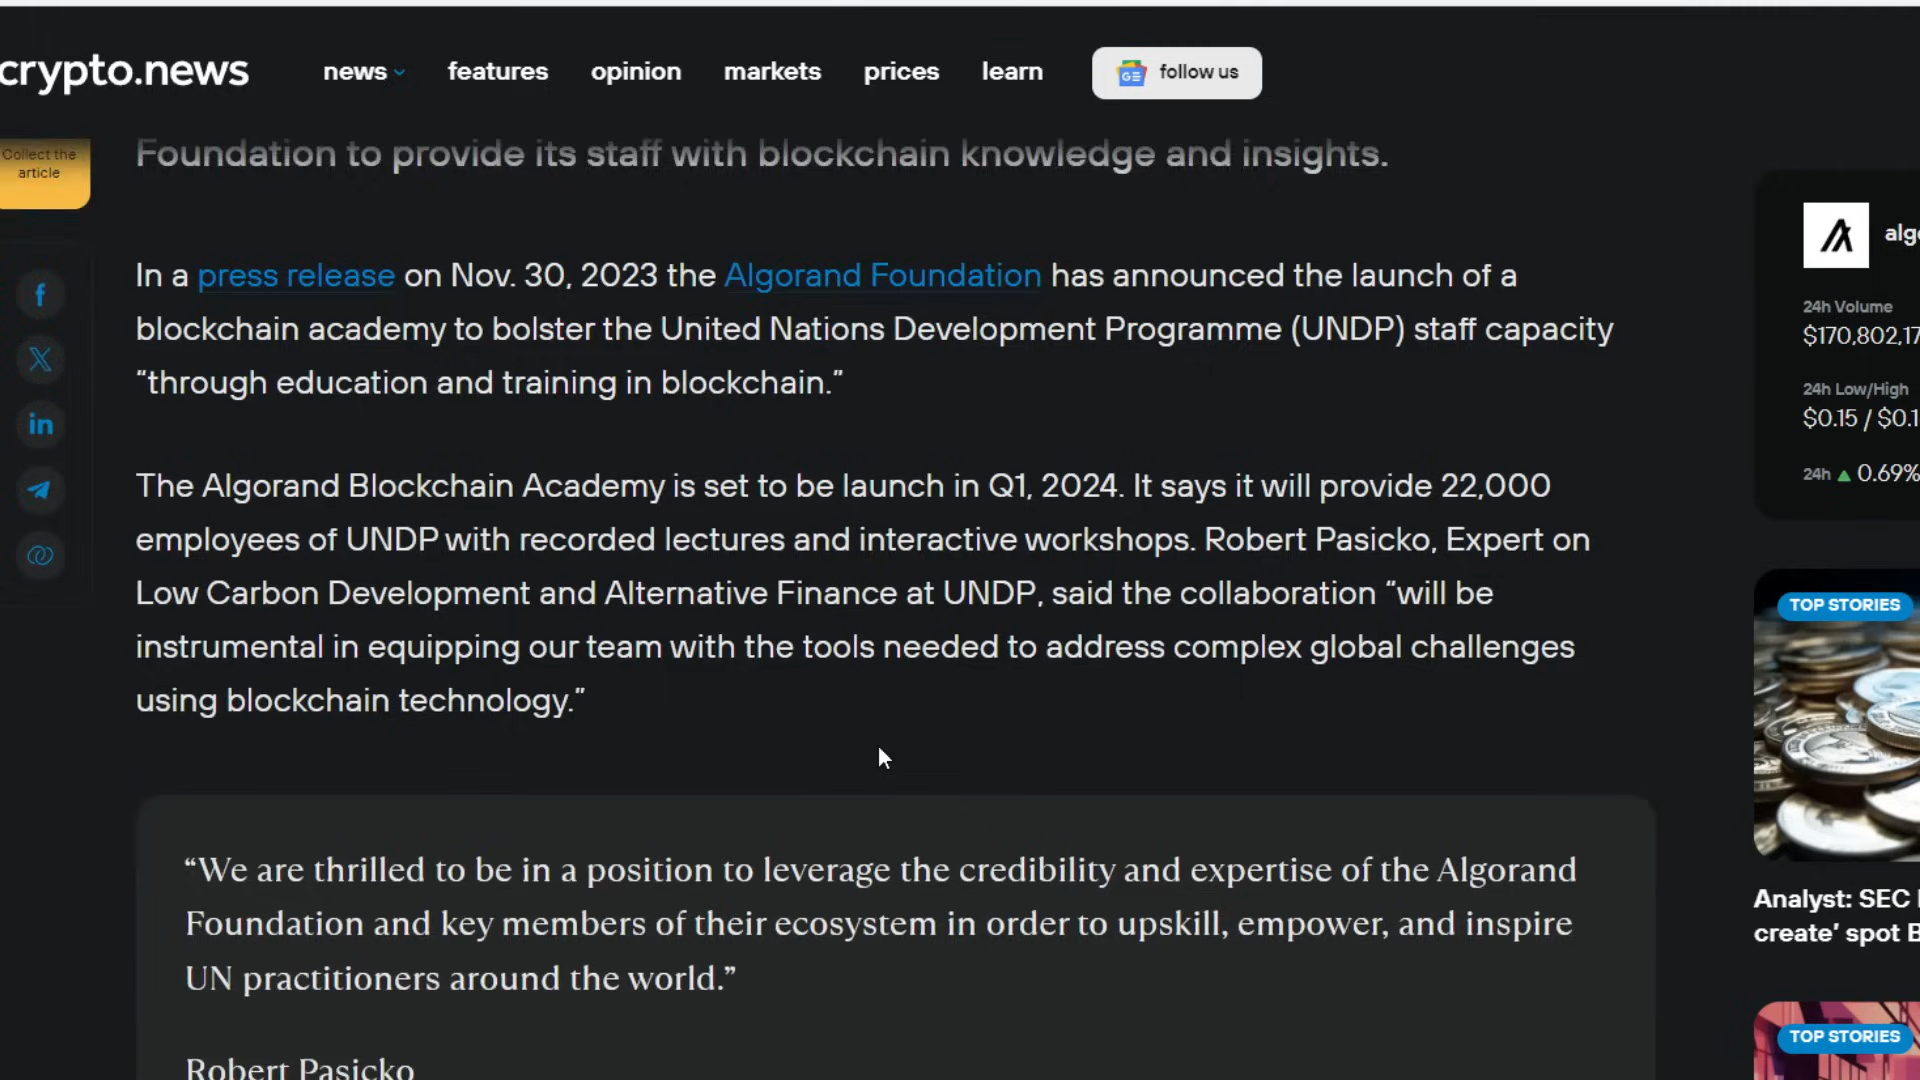 crypto.news
news
features
opinion
markets
prices
learn
GE follow us
Collect the
article
Foundation to provide its staff with blockchain knowledge and insights.
In a press release on Nov. 30, 2023 the Algorand Foundation has announced the launch of a
blockchain academy to bolster the United Nations Development Programme (UNDP) staff capacity
“through education and training in blockchain.”
The Algorand Blockchain Academy is set to be launch in Q1, 2024. It says it will provide 22,000
employees of UNDP with recorded lectures and interactive workshops. Robert Pasicko, Expert on
Low Carbon Development and Alternative Finance at UNDP, said the collaboration “will be
instrumental in equipping our team with the tools needed to address complex global challenges
using blockchain technology.”
“We are thrilled to be in a position to leverage the credibility and expertise of the Algorand
Foundation and key members of their ecosystem in order to upskill, empower, and inspire
UN practitioners around the world.”
Robert Pasicko
algo
24h Volume
$170,802,17
24h Low/High
$0.15 / $0.1
24h ▲ 0.69%
TOP STORIES
Analyst: SEC
create’ spot B
TOP STORIES